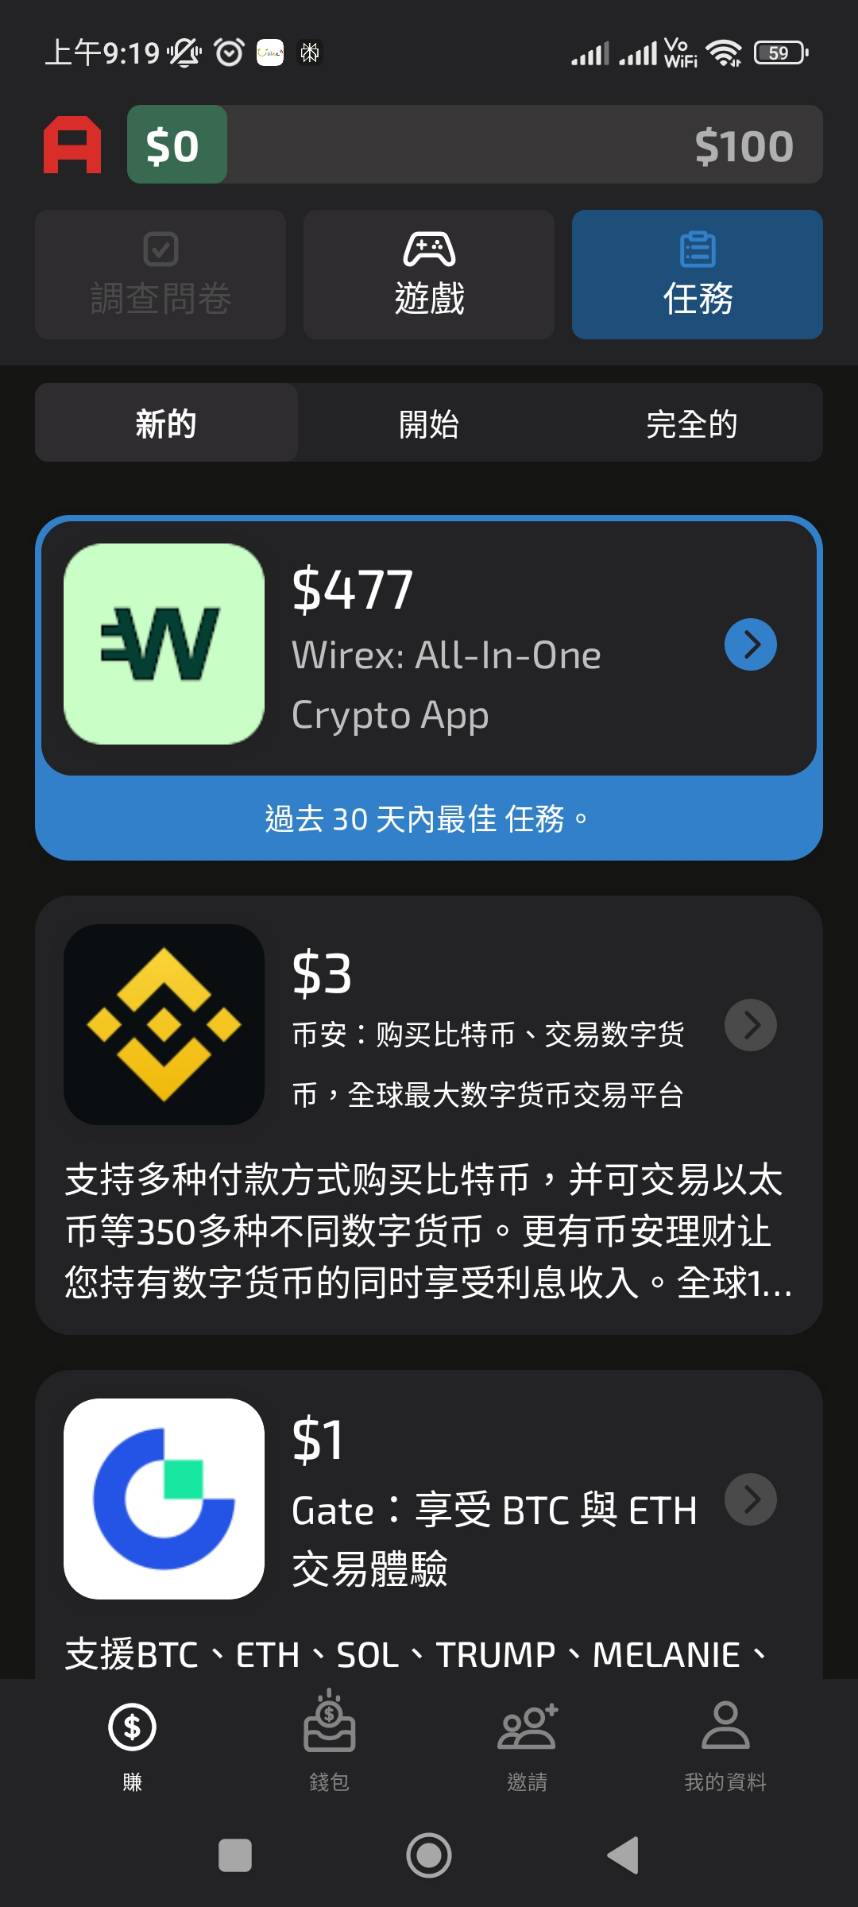 上午9:19
Vo
WiFi
59
$0
$100
調查問卷
遊戲
任務
新的
開始
完全的
$477
Wirex: All-In-One
Crypto App
過去 30 天內最佳 任務。
$3
币安：购买比特币、交易数字货
币，全球最大数字货币交易平台
支持多种付款方式购买比特币，并可交易以太
币等350多种不同数字货币。更有币安理财让
您持有数字货币的同时享受利息收入。全球1...
$1
Gate：享受 BTC 與 ETH
交易體驗
支援BTC、ETH、SOL、TRUMP、MELANIE、
賺
錢包
邀請
我的資料